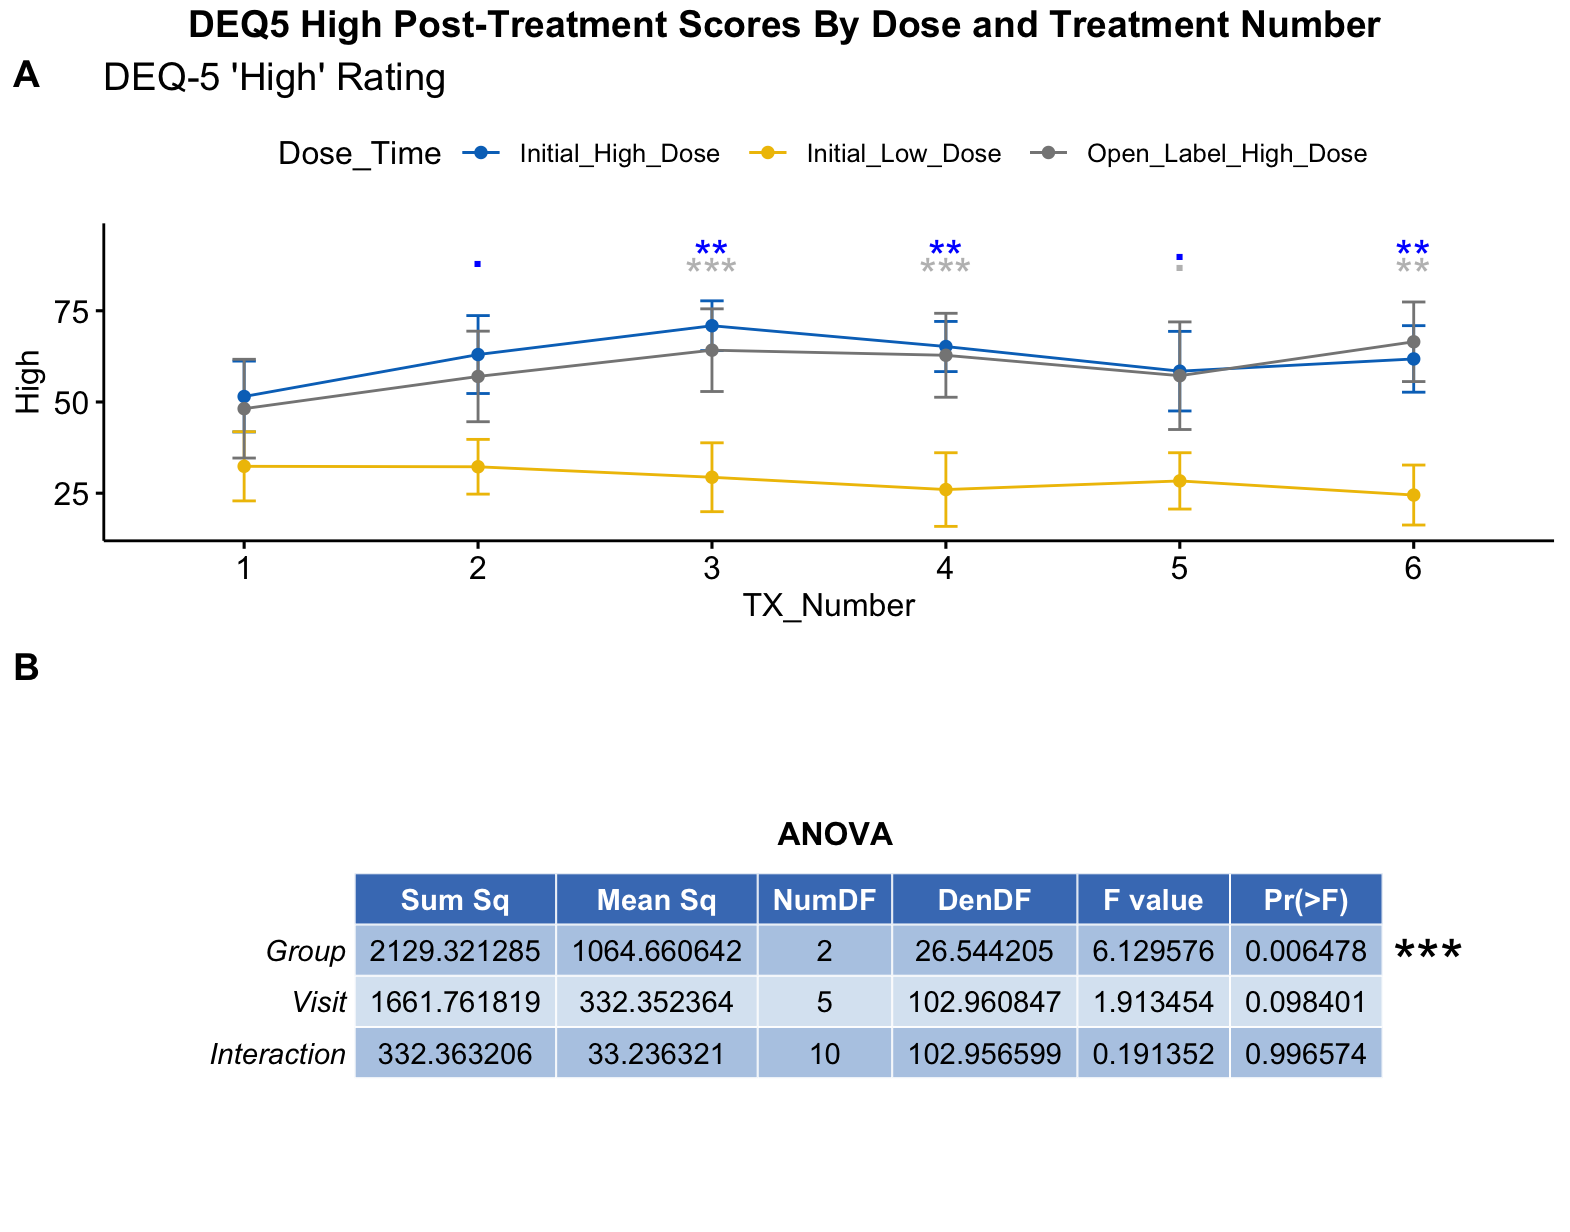 DEQ5 High Post-Treatment Scores By Dose and Treatment Number
A DEQ-5 'High' Rating
Dose_Time Initial_High_Dose Initial_Low_Dose Open_Label_High_Dose
. ** ** . **
*** *** . **
75
50
25
High
1 2 3 4 5 6
TX_Number
B
ANOVA
Sum Sq Mean Sq NumDF DenDF F value Pr(>F)
Group 2129.321285 1064.660642 2 26.544205 6.129576 0.006478 ***
Visit 1661.761819 332.352364 5 102.960847 1.913454 0.098401
Interaction 332.363206 33.236321 10 102.956599 0.191352 0.996574